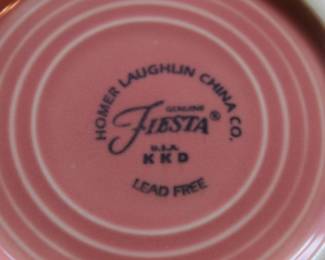 HOMER LAUGHLIN CHINA CO.
GENUINE
FIESTA®
U.S.A.
KKD
LEAD FREE